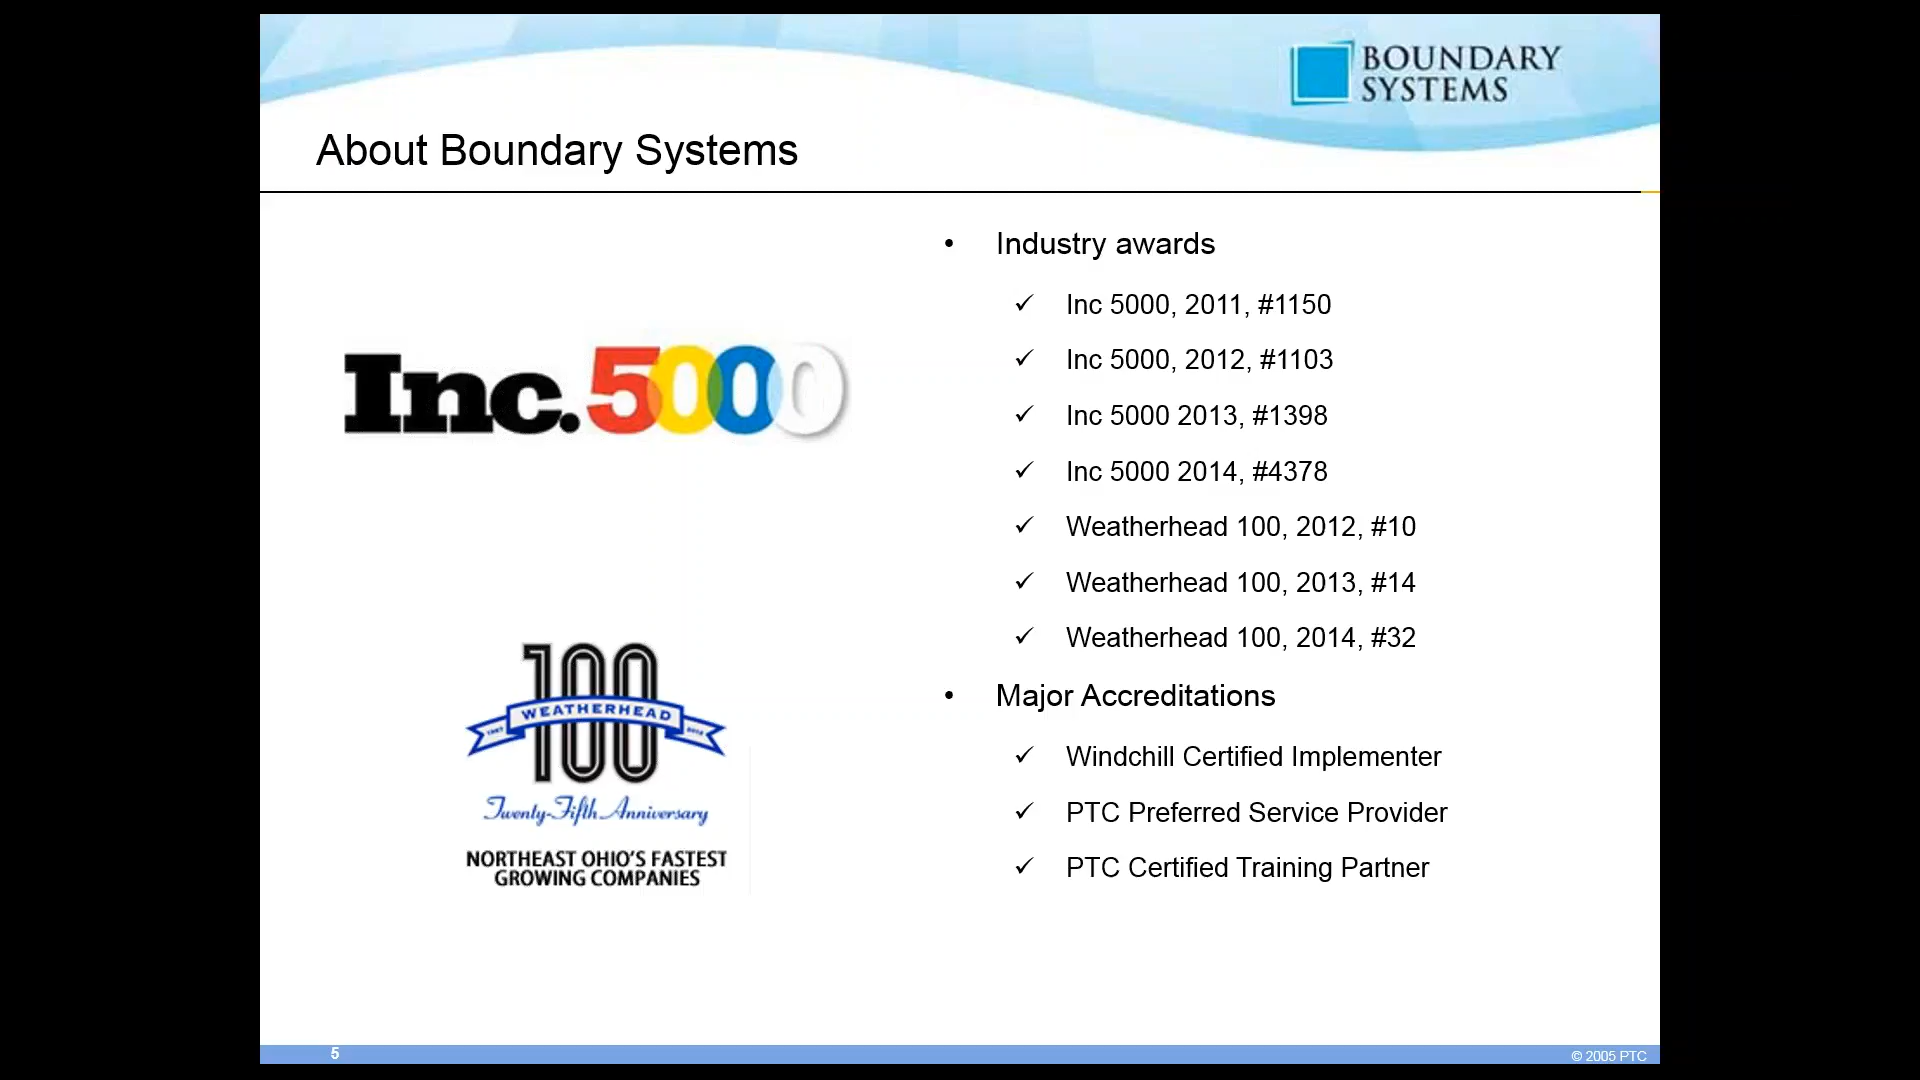 BOUNDARY
SYSTEMS
About Boundary Systems
Inc.5000
100
WEATHERHEAD
Twenty-Fifth Anniversary
NORTHEAST OHIO'S FASTEST
GROWING COMPANIES
• Industry awards
✓ Inc 5000, 2011, #1150
✓ Inc 5000, 2012, #1103
✓ Inc 5000 2013, #1398
✓ Inc 5000 2014, #4378
✓ Weatherhead 100, 2012, #10
✓ Weatherhead 100, 2013, #14
✓ Weatherhead 100, 2014, #32
• Major Accreditations
✓ Windchill Certified Implementer
✓ PTC Preferred Service Provider
✓ PTC Certified Training Partner
5
© 2005 PTC